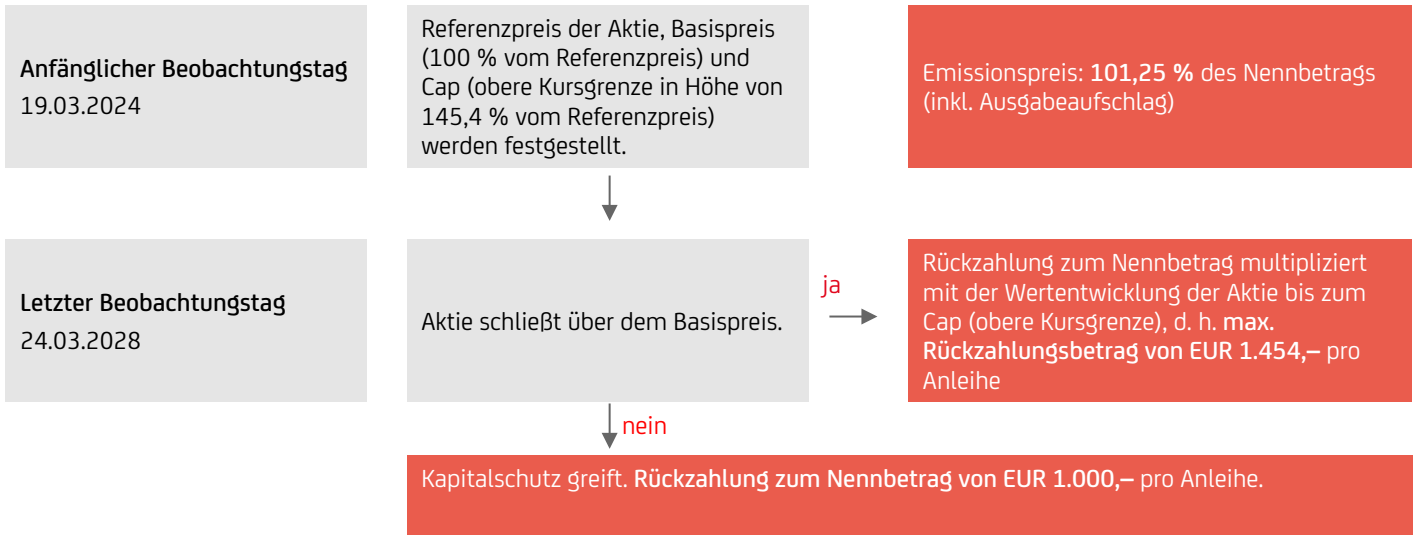 Anfänglicher Beobachtungstag
19.03.2024
Referenzpreis der Aktie, Basispreis
(100 % vom Referenzpreis) und
Cap (obere Kursgrenze in Höhe von
145,4 % vom Referenzpreis)
werden festgestellt.
Emissionspreis: 101,25 % des Nennbetrags
(inkl. Ausgabeaufschlag)
Letzter Beobachtungstag
24.03.2028
Aktie schließt über dem Basispreis.
ja
Rückzahlung zum Nennbetrag multipliziert
mit der Wertentwicklung der Aktie bis zum
Cap (obere Kursgrenze), d. h. max.
Rückzahlungsbetrag von EUR 1.454,– pro
Anleihe
nein
Kapitalschutz greift. Rückzahlung zum Nennbetrag von EUR 1.000,– pro Anleihe.